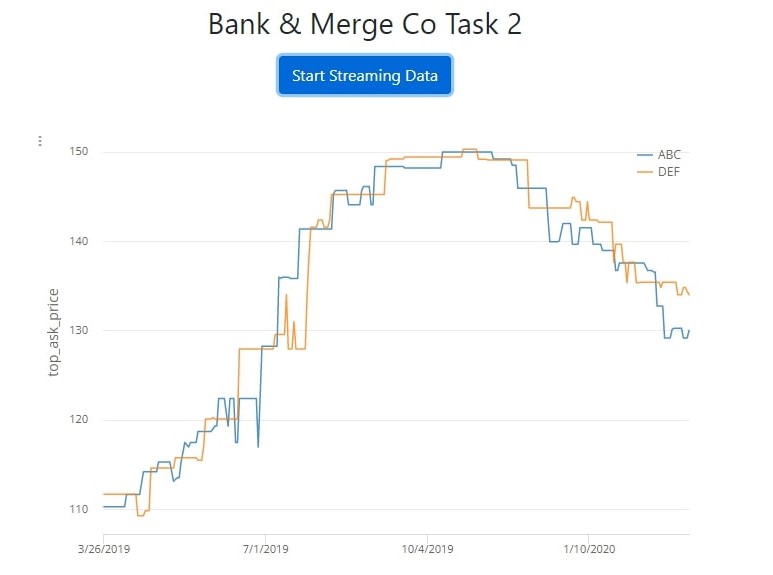 Bank & Merge Co Task 2
Start Streaming Data
150
140
130
120
110
top_ask_price
ABC
DEF
3/26/2019
7/1/2019
10/4/2019
1/10/2020